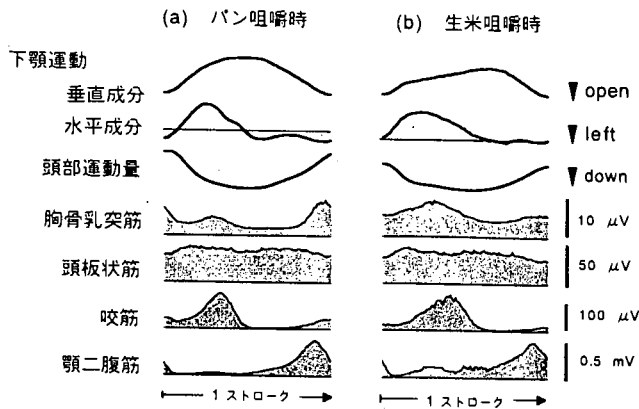 (a) パン咀嚼時 (b) 生米咀嚼時
下顎運動
垂直成分 open
水平成分 left
頭部運動量 down
胸骨乳突筋 10 μV
頭板状筋 50 μV
咬筋 100 μV
顎二腹筋 0.5 mV
1 ストローク 1 ストローク